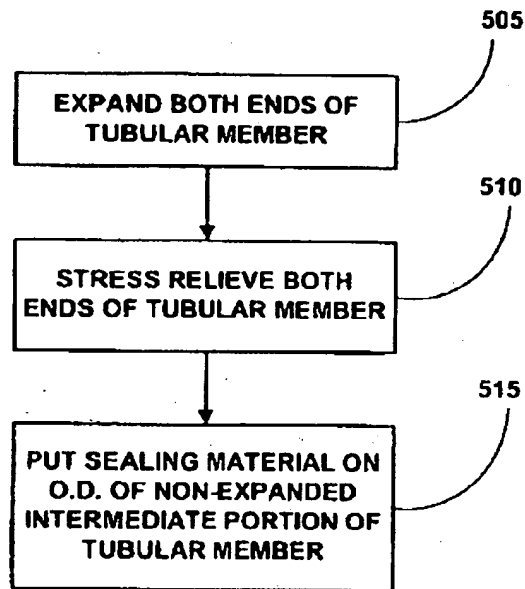 505
EXPAND BOTH ENDS OF
TUBULAR MEMBER
510
STRESS RELIEVE BOTH
ENDS OF TUBULAR MEMBER
515
PUT SEALING MATERIAL ON
O.D. OF NON-EXPANDED
INTERMEDIATE PORTION OF
TUBULAR MEMBER